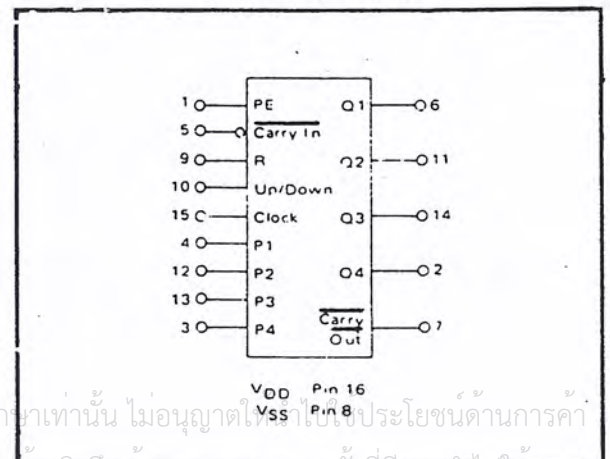 1 PE Q1 6
5 Carry In
9 R Q2 11
10 Up/Down
15 Clock Q3 14
4 P1
12 P2 Q4 2
13 P3
3 P4 Carry Out 7
VDD Pin 16
VSS Pin 8
าษาเท่านั้น ไม่อนุญาตให้นำไปใช้ประโยชน์ด้านการค้า